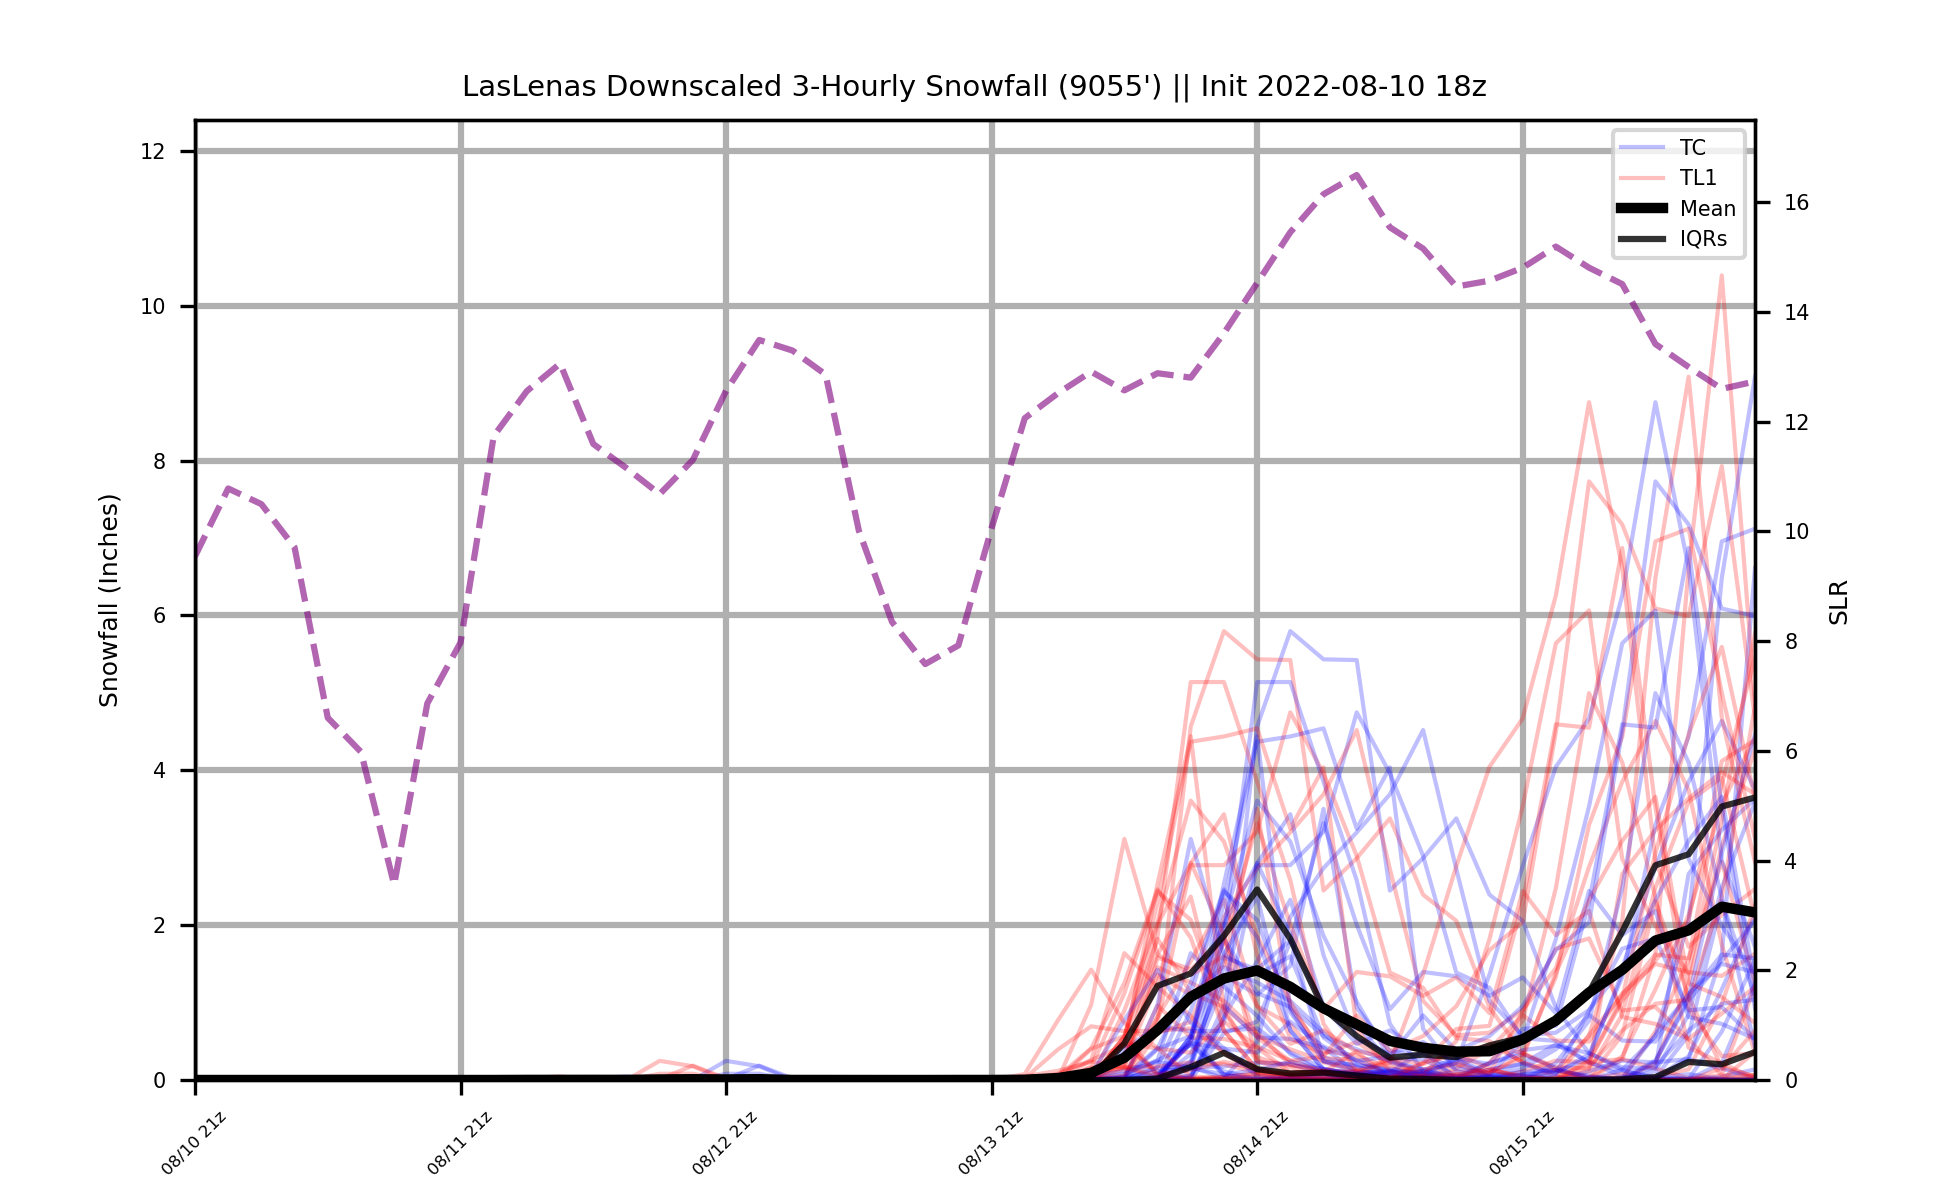 LasLenas Downscaled 3-Hourly Snowfall (9055') || Init 2022-08-10 18z
TC
TL1
Mean
IQRs
Snowfall (Inches)
12
10
8
6
4
2
0
SLR
16
14
12
10
8
6
4
2
0
08/10 21z
08/11 21z
08/12 21z
08/13 21z
08/14 21z
08/15 21z